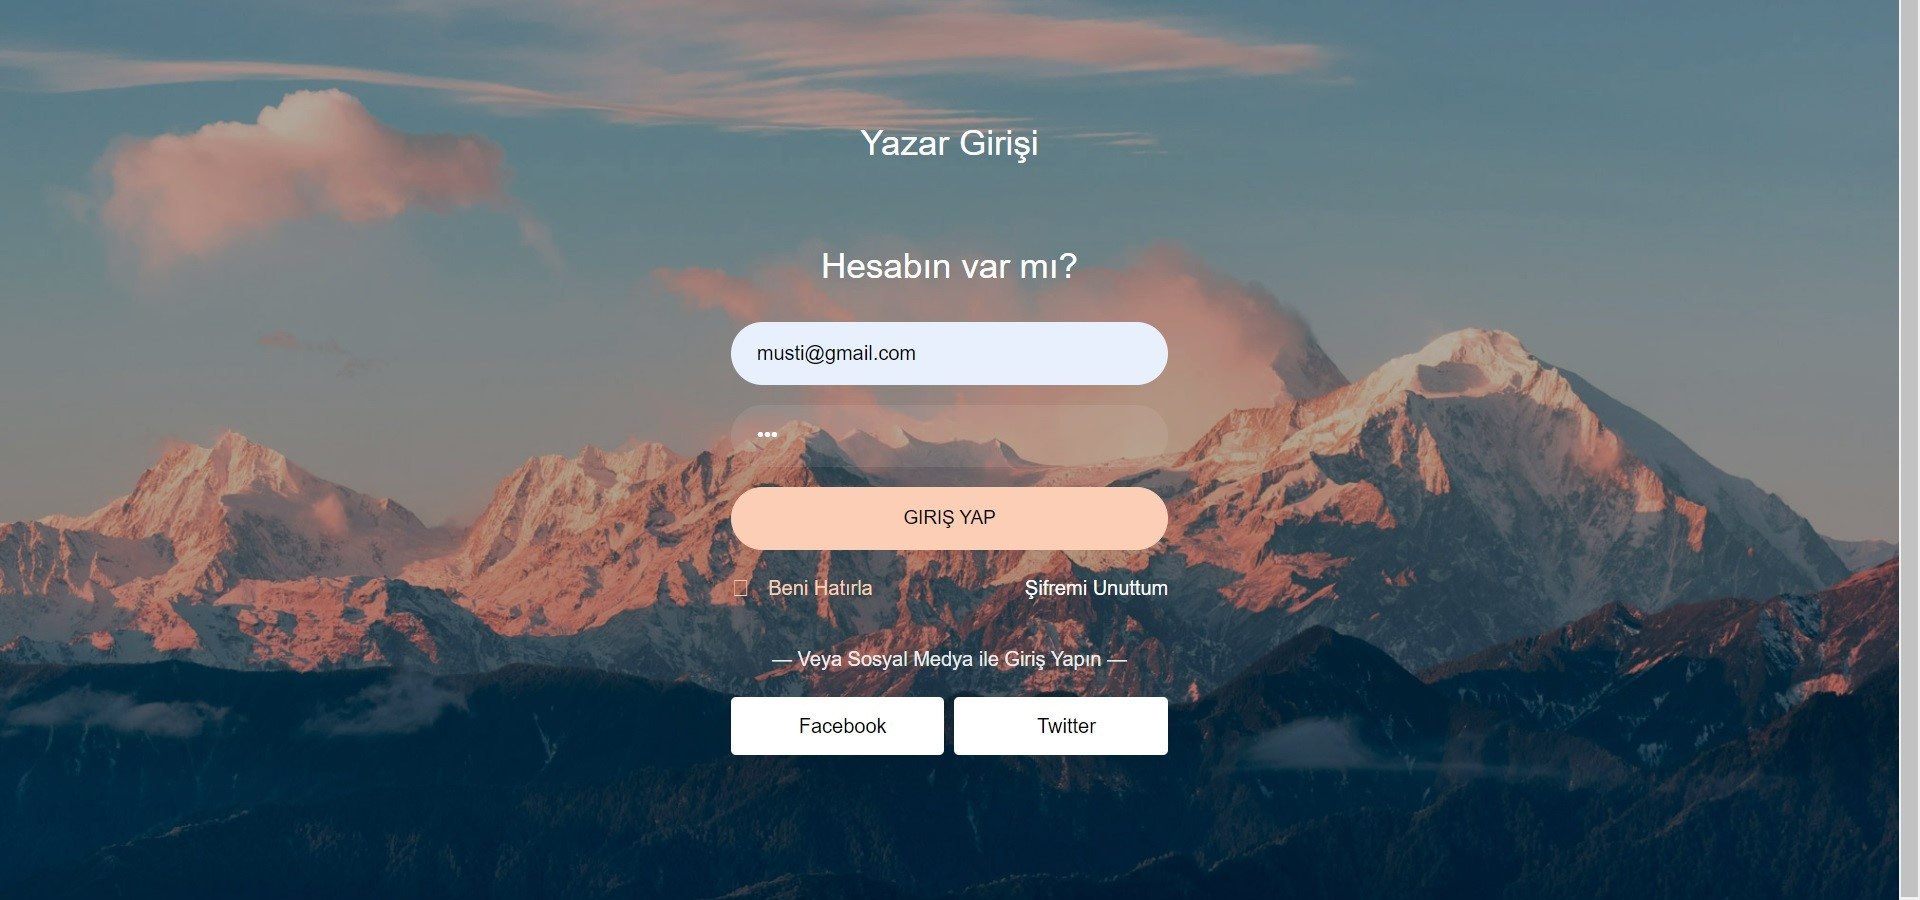 Yazar Girişi
Hesabın var mı?
musti@gmail.com
•••
GIRIŞ YAP
Beni Hatırla
Şifremi Unuttum
— Veya Sosyal Medya ile Giriş Yapın —
Facebook
Twitter